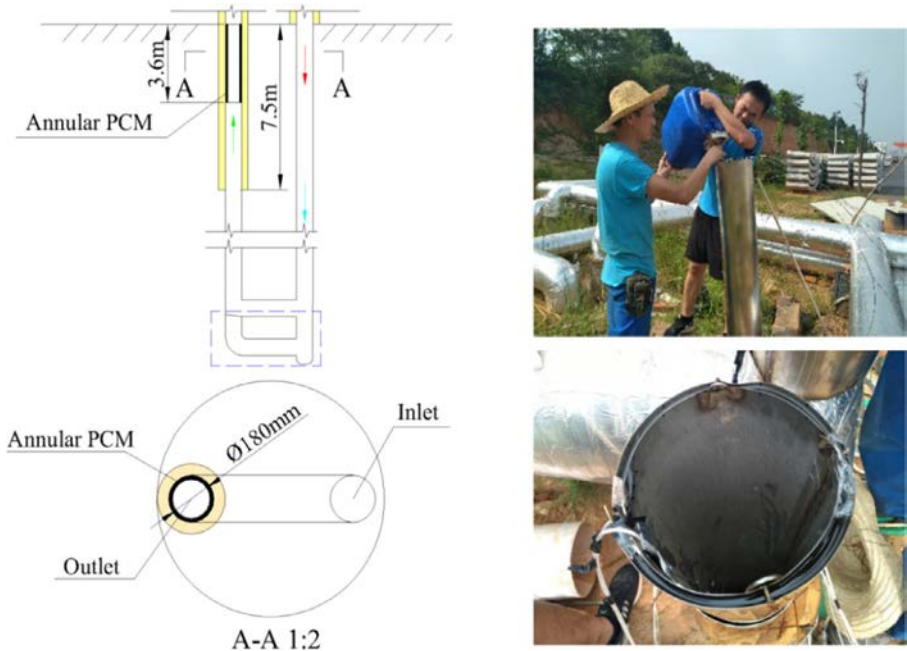 3.6m
A
A
7.5m
Annular PCM
Annular PCM
Ø180mm
Inlet
Outlet
A-A 1:2